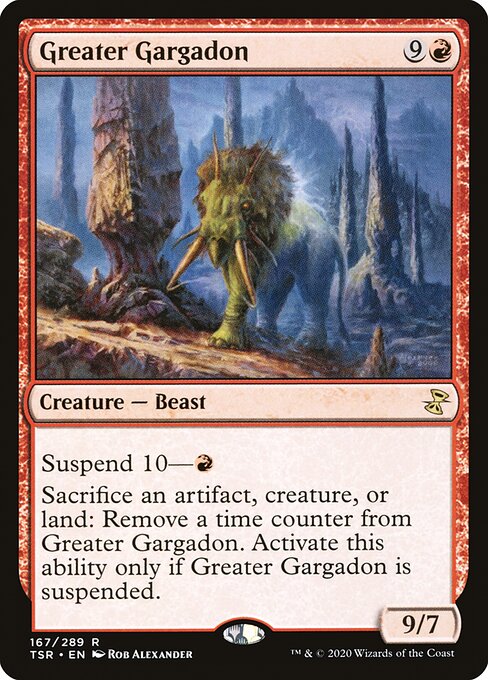 Greater Gargadon 9
Creature — Beast
Suspend 10—
Sacrifice an artifact, creature, or
land: Remove a time counter from
Greater Gargadon. Activate this
ability only if Greater Gargadon is
suspended.
9/7
167/289 R
TSR • EN Rob Alexander
™ & © 2020 Wizards of the Coast